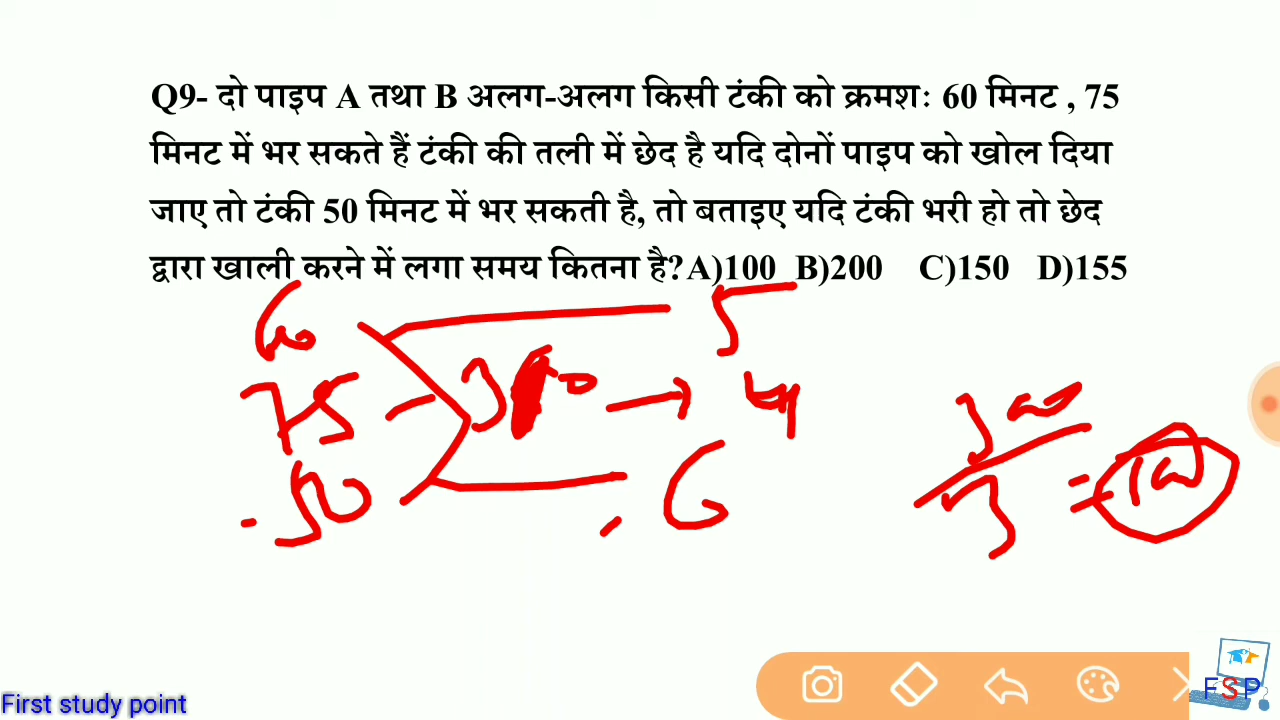 Q9- दो पाइप A तथा B अलग-अलग किसी टंकी को क्रमशः 60 मिनट , 75
मिनट में भर सकते हैं टंकी की तली में छेद है यदि दोनों पाइप को खोल दिया
जाए तो टंकी 50 मिनट में भर सकती है, तो बताइए यदि टंकी भरी हो तो छेद
द्वारा खाली करने में लगा समय कितना है? A)100 B)200 C)150 D)155
60 5
75 - 300 → 4
50 6
300
3
= 100
FSP
First study point